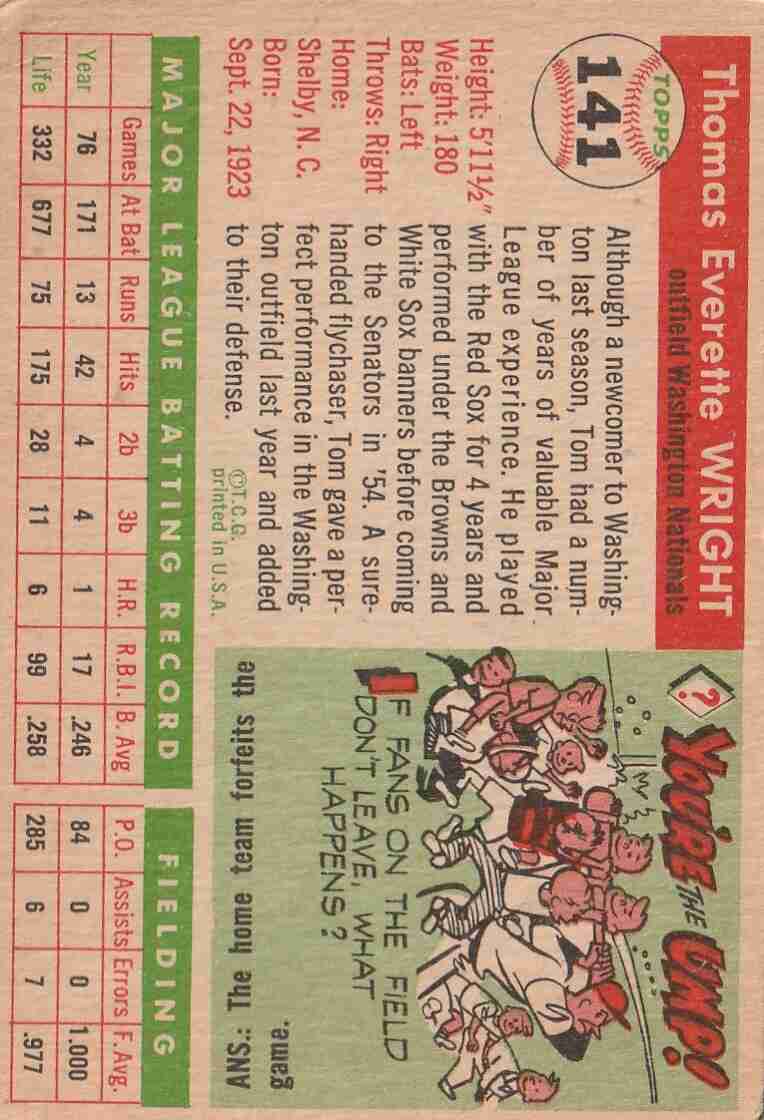 TOPPS
141
Thomas Everette WRIGHT
outfield Washington Nationals
Height: 5'11½"
Weight: 180
Bats: Left
Throws: Right
Home:
Shelby, N. C.
Born:
Sept. 22, 1923
Although a newcomer to Washing-
ton last season, Tom had a num-
ber of years of valuable Major
League experience. He played
with the Red Sox for 4 years and
performed under the Browns and
White Sox banners before coming
to the Senators in '54. A sure-
handed flychaser, Tom gave a per-
fect performance in the Washing-
ton outfield last year and added
to their defense.
©T.C.G.
printed in U.S.A.
?
YOU'RE THE UMP!
IF FANS ON THE FIELD
DON'T LEAVE, WHAT
HAPPENS?
ANS.: The home team forfeits the
game.
MAJOR LEAGUE BATTING RECORD
FIELDING
Games At Bat Runs Hits 2b 3b H.R. R.B.I. B. Avg P.O. Assists Errors F. Avg.
Year 76 171 13 42 4 4 1 17 .246 84 0 0 1.000
Life 332 677 75 175 28 11 6 99 .258 285 6 7 .977